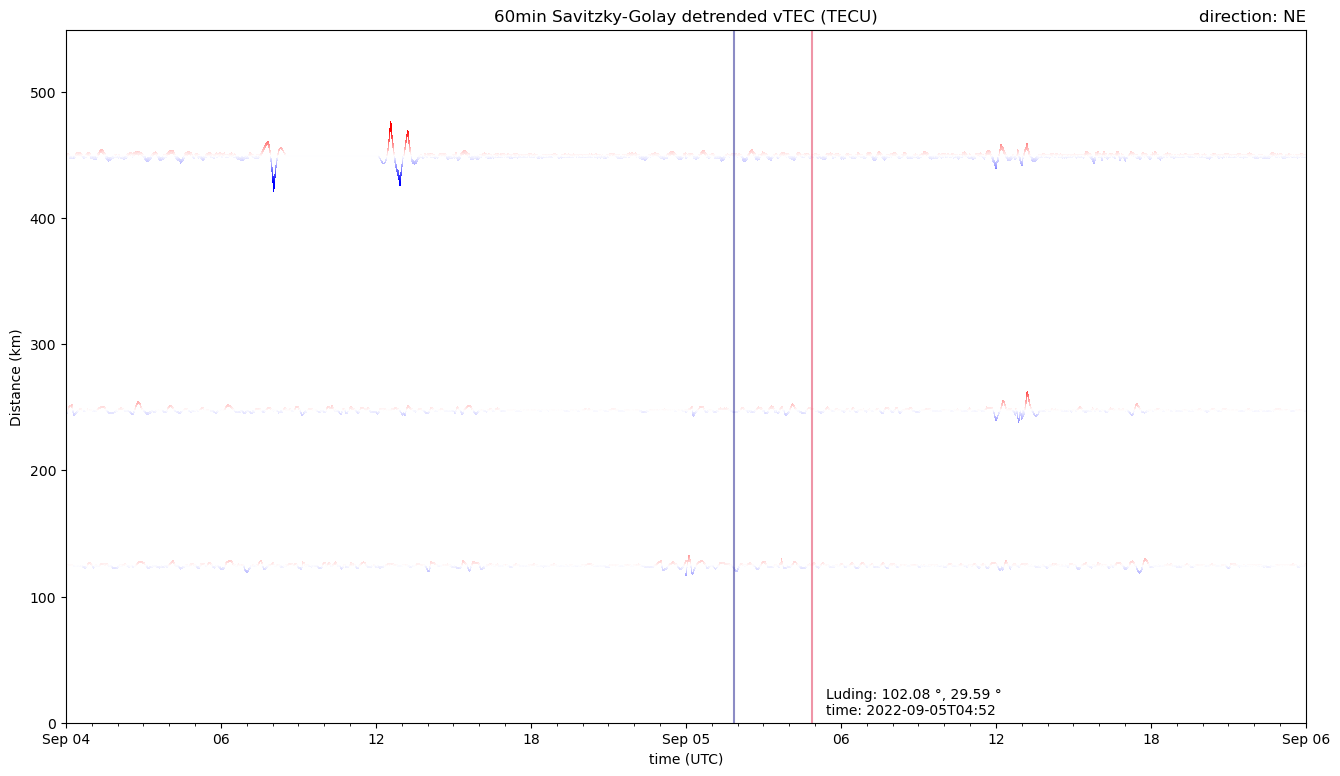 60min Savitzky-Golay detrended vTEC (TECU)
direction: NE
Distance (km)
500
400
300
200
100
0
Luding: 102.08 °, 29.59 °
time: 2022-09-05T04:52
Sep 04
06
12
18
Sep 05
06
12
18
Sep 06
time (UTC)